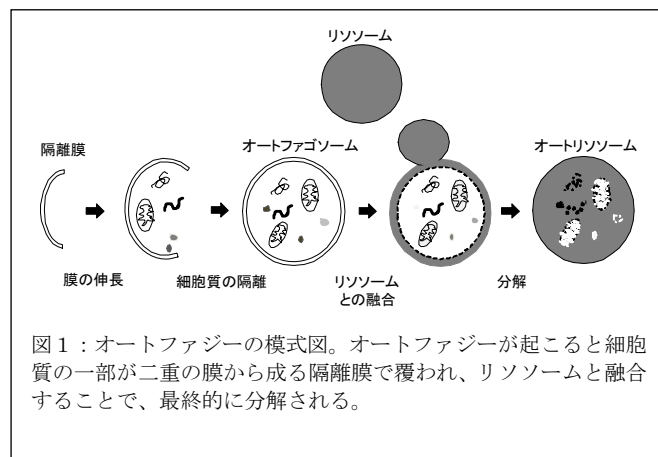 リソソーム
隔離膜
オートファゴソーム
オートリソソーム
膜の伸長
細胞質の隔離
リソソーム
との融合
分解
図1：オートファジーの模式図。オートファジーが起こると細胞
質の一部が二重の膜から成る隔離膜で覆われ、リソソームと融合
することで、最終的に分解される。